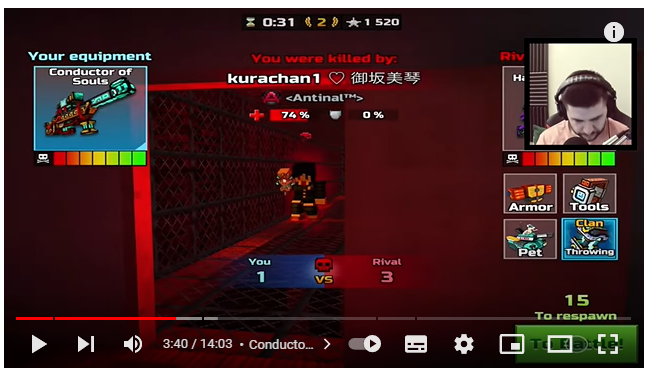 0:31 2 1 520
Your equipment
You were killed by:
Riv
Conductor of
Souls
kurachan1 ♡ 御坂美琴
Ha
<Antinal™>
74 %
0 %
Armor
Tools
Pet
Clan
Throwing
You
VS
Rival
1
3
15
To respawn
3:40 / 14:03 • Conducto...